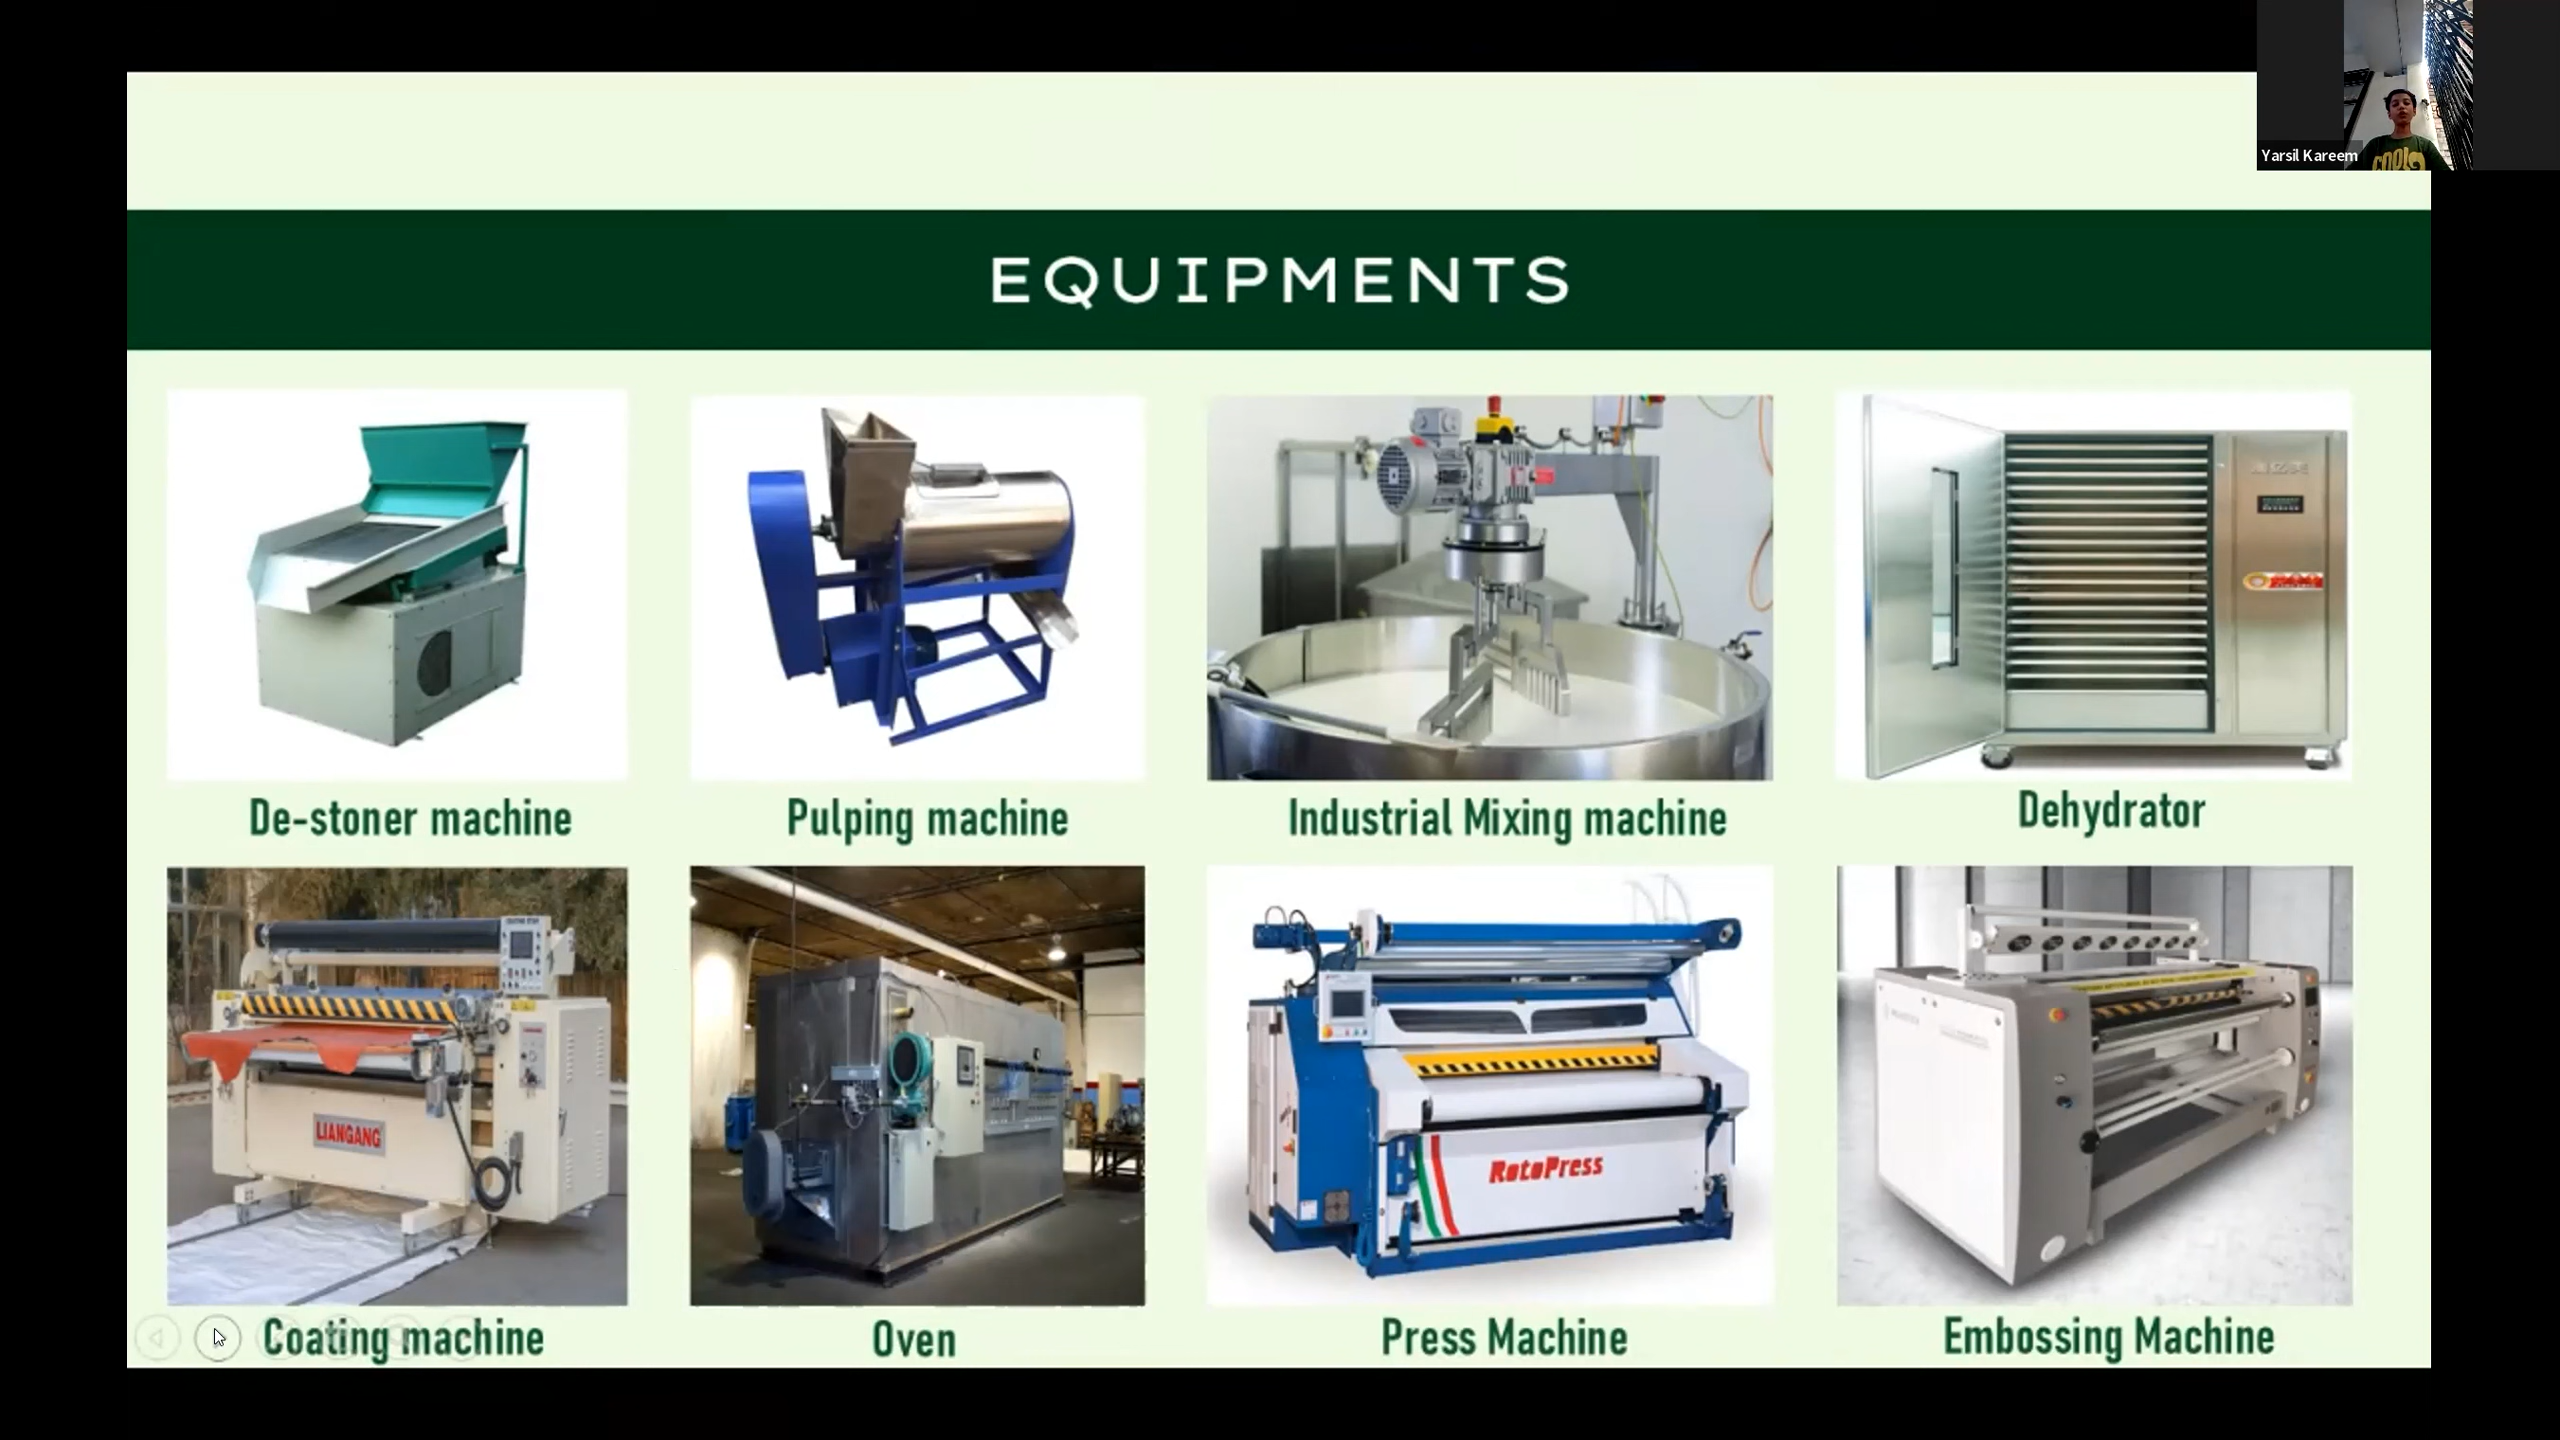 Yarsil Kareem
EQUIPMENTS
De-stoner machine
Pulping machine
Industrial Mixing machine
Dehydrator
LIANGANG
RotoPress
Coating machine
Oven
Press Machine
Embossing Machine